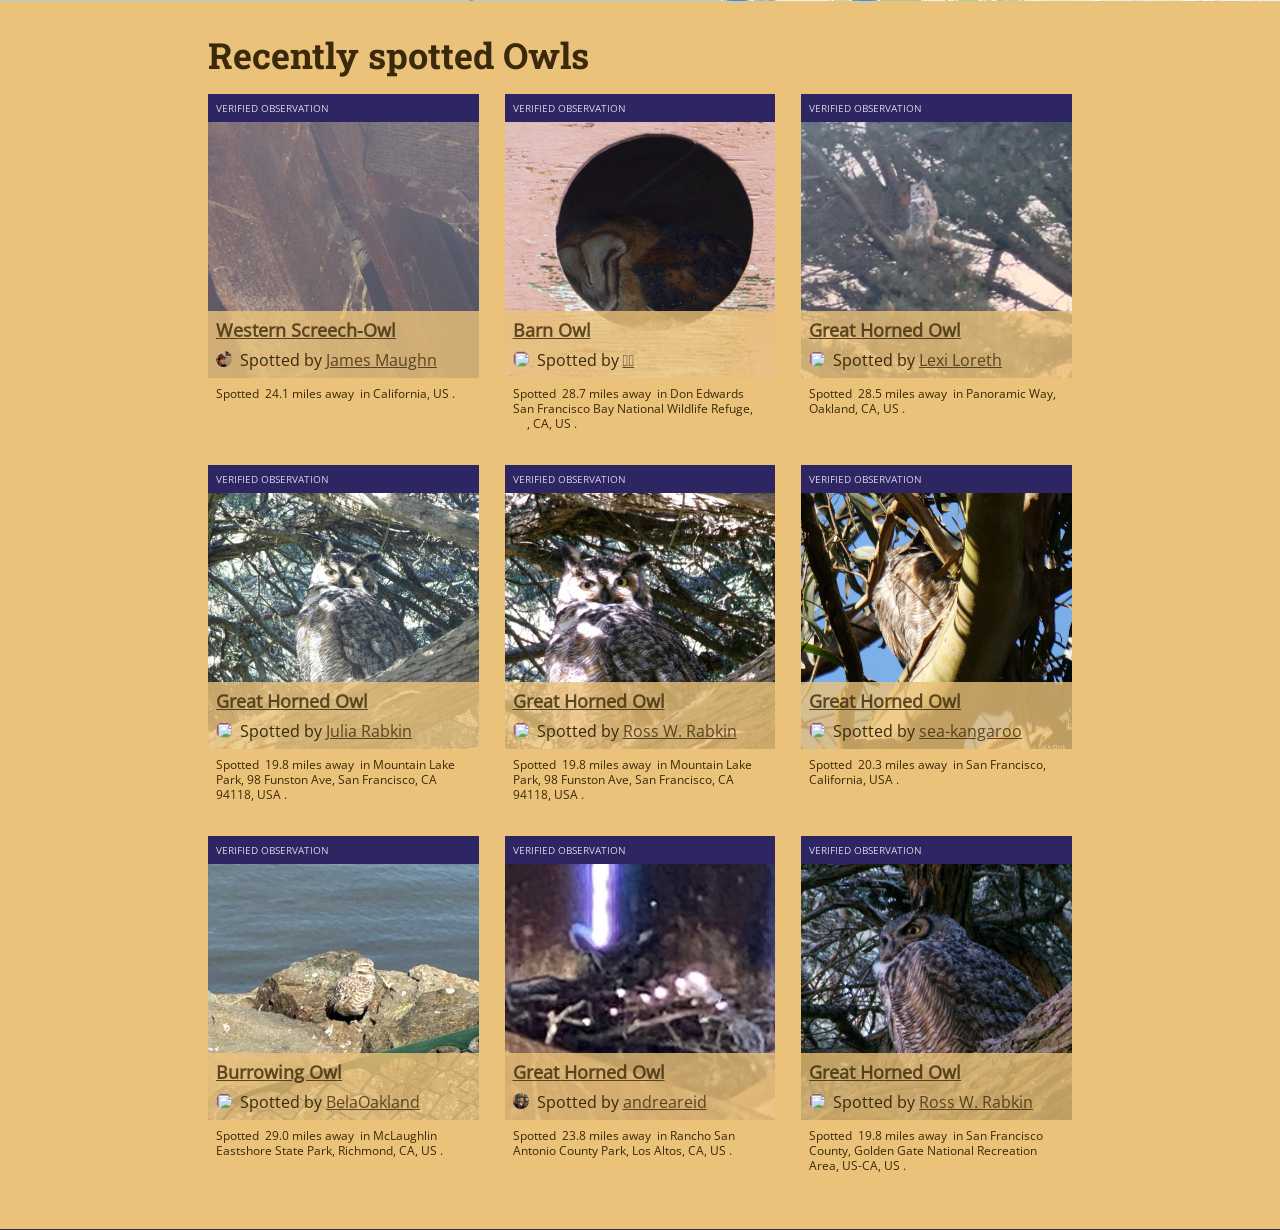 Recently spotted Owls
VERIFIED OBSERVATION
Western Screech-Owl
Spotted by James Maughn
Spotted 24.1 miles away in California, US .
VERIFIED OBSERVATION
Barn Owl
Spotted by
Spotted 28.7 miles away in Don Edwards
San Francisco Bay National Wildlife Refuge,
, CA, US .
VERIFIED OBSERVATION
Great Horned Owl
Spotted by Lexi Loreth
Spotted 28.5 miles away in Panoramic Way,
Oakland, CA, US .
VERIFIED OBSERVATION
Great Horned Owl
Spotted by Julia Rabkin
Spotted 19.8 miles away in Mountain Lake
Park, 98 Funston Ave, San Francisco, CA
94118, USA .
VERIFIED OBSERVATION
Great Horned Owl
Spotted by Ross W. Rabkin
Spotted 19.8 miles away in Mountain Lake
Park, 98 Funston Ave, San Francisco, CA
94118, USA .
VERIFIED OBSERVATION
Great Horned Owl
Spotted by sea-kangaroo
Spotted 20.3 miles away in San Francisco,
California, USA .
VERIFIED OBSERVATION
Burrowing Owl
Spotted by BelaOakland
Spotted 29.0 miles away in McLaughlin
Eastshore State Park, Richmond, CA, US .
VERIFIED OBSERVATION
Great Horned Owl
Spotted by andreareid
Spotted 23.8 miles away in Rancho San
Antonio County Park, Los Altos, CA, US .
VERIFIED OBSERVATION
Great Horned Owl
Spotted by Ross W. Rabkin
Spotted 19.8 miles away in San Francisco
County, Golden Gate National Recreation
Area, US-CA, US .